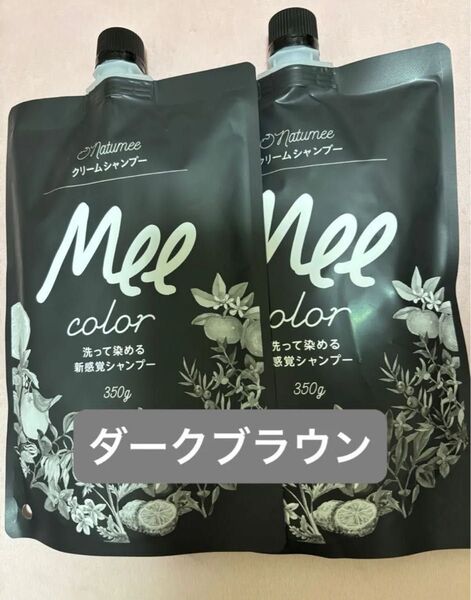 Natumee
クリームシャンプー
Mee
color
洗って染める
新感覚シャンプー
350g
Natumee
クリームシャンプー
Mee
olor
洗って染める
感覚シャンプー
350g
ダークブラウン